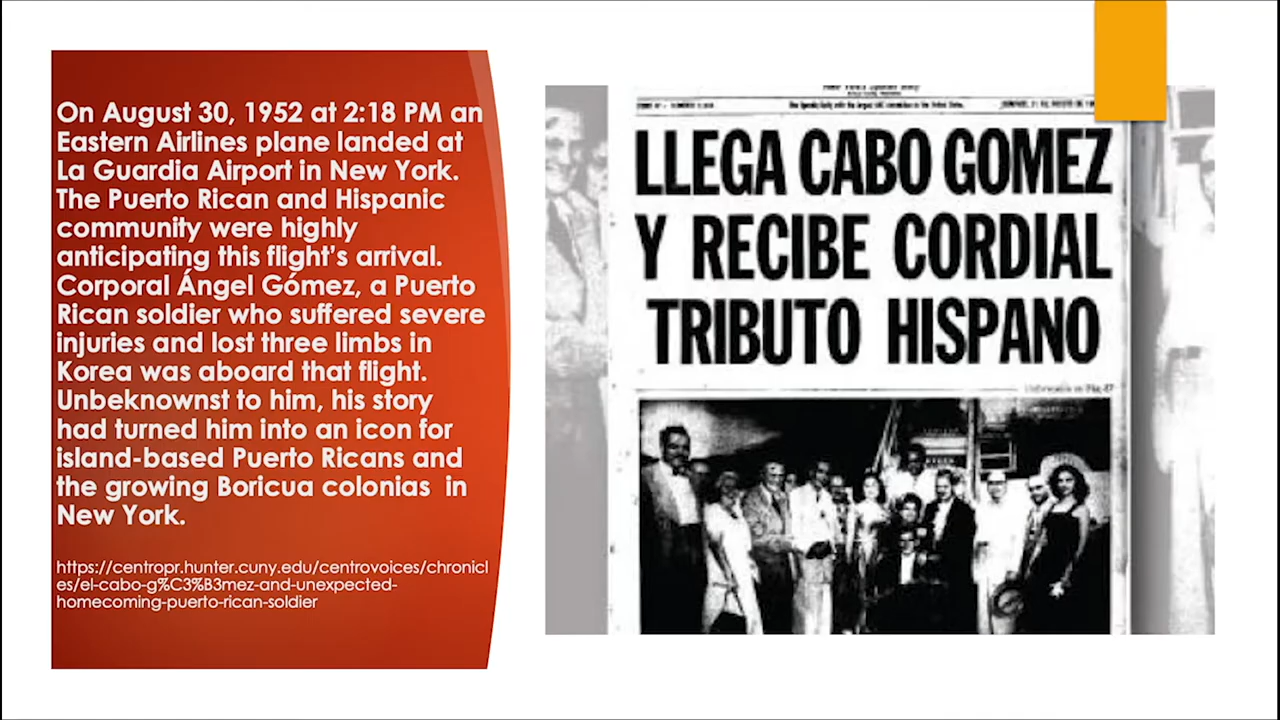 On August 30, 1952 at 2:18 PM an
Eastern Airlines plane landed at
La Guardia Airport in New York.
The Puerto Rican and Hispanic
community were highly
anticipating this flight's arrival.
Corporal Ángel Gómez, a Puerto
Rican soldier who suffered severe
injuries and lost three limbs in
Korea was aboard that flight.
Unbeknownst to him, his story
had turned him into an icon for
island-based Puerto Ricans and
the growing Boricua colonias in
New York.
https://centropr.hunter.cuny.edu/centrovoices/chronicl
es/el-cabo-g%C3%B3mez-and-unexpected-
homecoming-puerto-rican-soldier
LLEGA CABO GOMEZ
Y RECIBE CORDIAL
TRIBUTO HISPANO